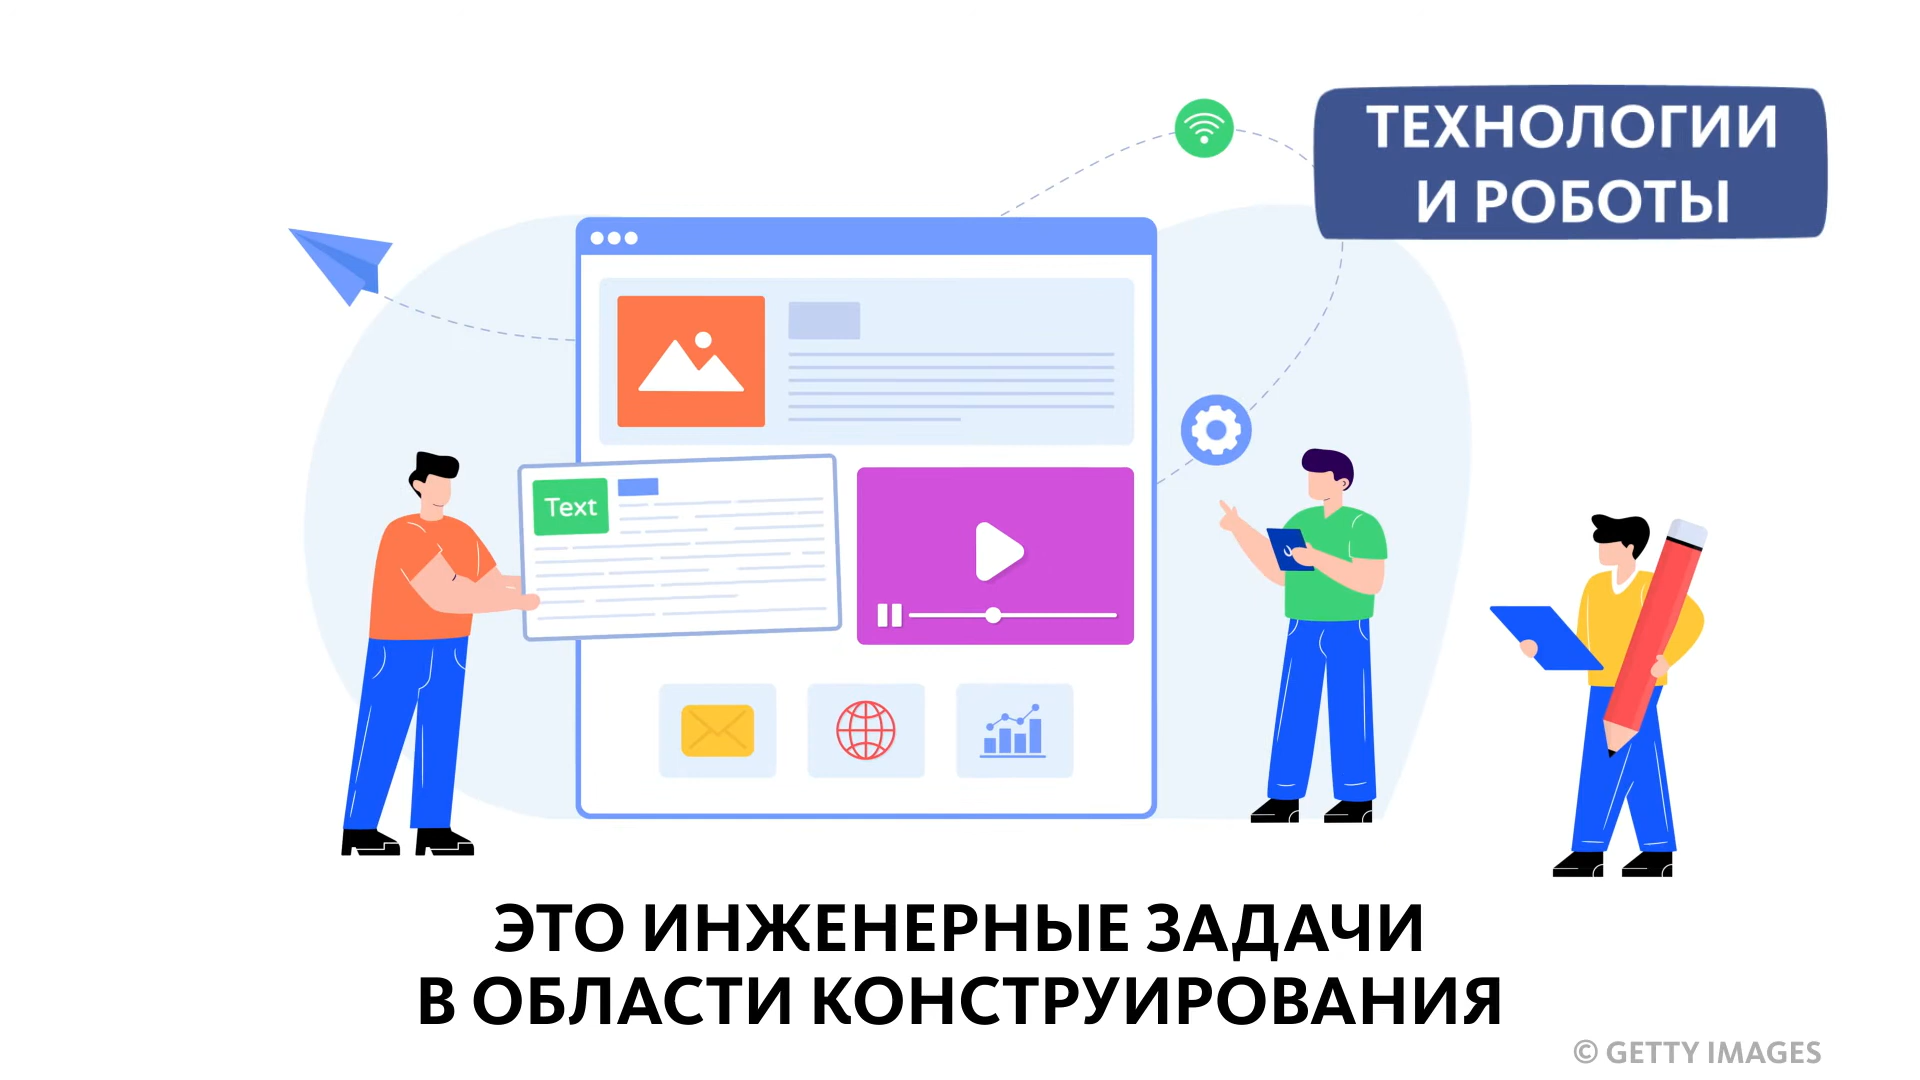 ТЕХНОЛОГИИ
И РОБОТЫ
Text
ЭТО ИНЖЕНЕРНЫЕ ЗАДАЧИ
В ОБЛАСТИ КОНСТРУИРОВАНИЯ
© GETTY IMAGES